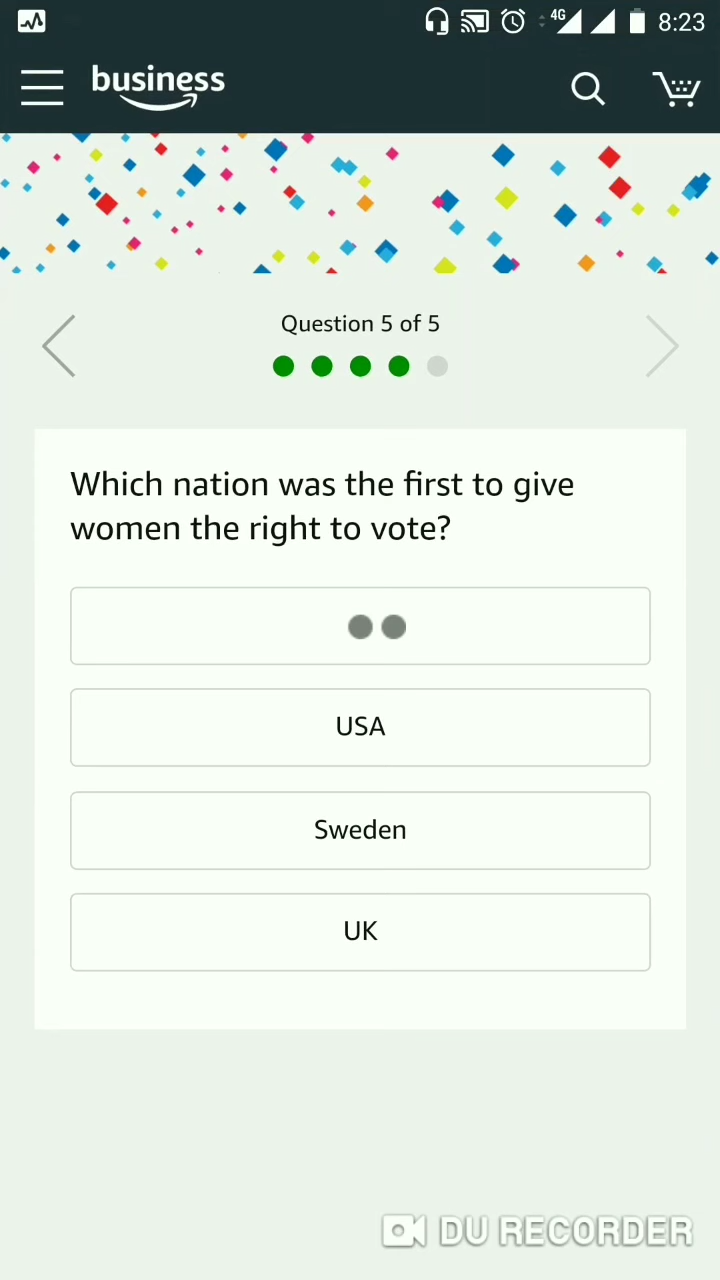 4G 8:23
business
Question 5 of 5
Which nation was the first to give
women the right to vote?
USA
Sweden
UK
DU RECORDER